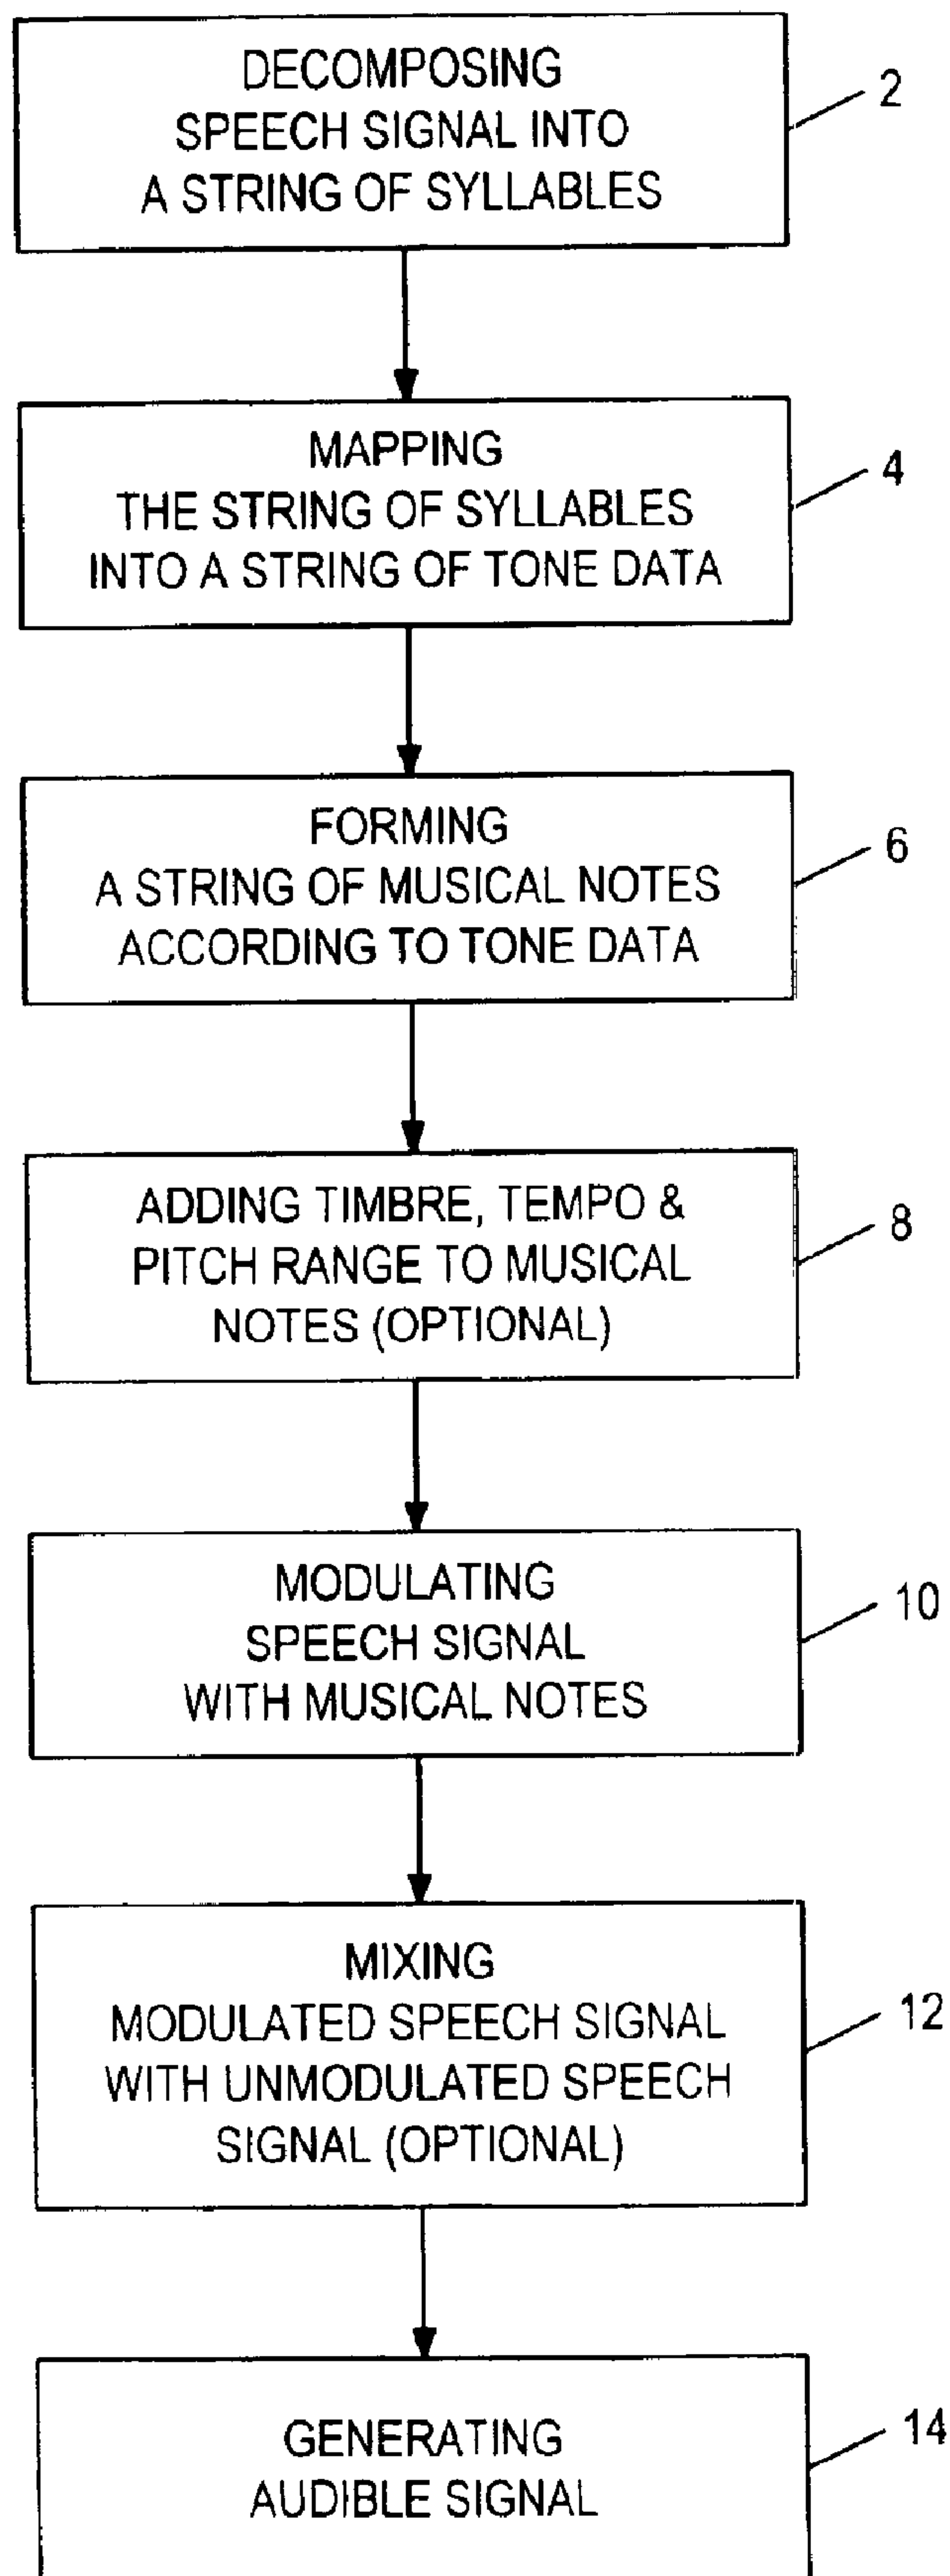 DECOMPOSING
SPEECH SIGNAL INTO
A STRING OF SYLLABLES
2
MAPPING
THE STRING OF SYLLABLES
INTO A STRING OF TONE DATA
4
FORMING
A STRING OF MUSICAL NOTES
ACCORDING TO TONE DATA
6
ADDING TIMBRE, TEMPO &
PITCH RANGE TO MUSICAL
NOTES (OPTIONAL)
8
MODULATING
SPEECH SIGNAL
WITH MUSICAL NOTES
10
MIXING
MODULATED SPEECH SIGNAL
WITH UNMODULATED SPEECH
SIGNAL (OPTIONAL)
12
GENERATING
AUDIBLE SIGNAL
14